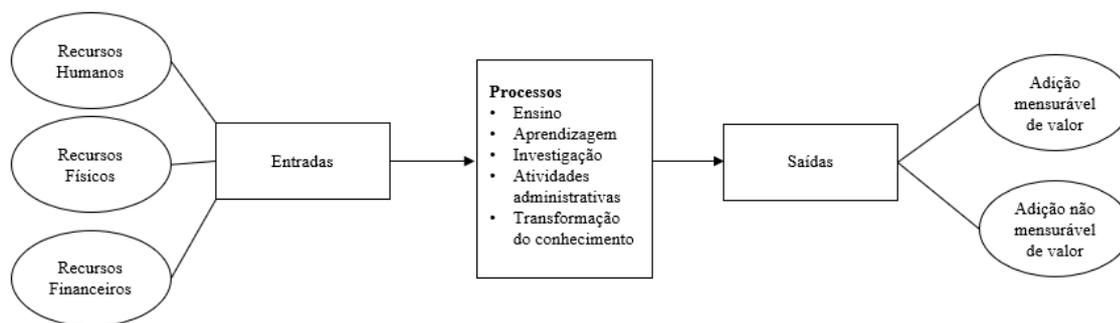 Recursos
Humanos
Recursos
Físicos
Recursos
Financeiros
Entradas
Processos
• Ensino
• Aprendizagem
• Investigação
• Atividades
administrativas
• Transformação
do conhecimento
Saídas
Adição
mensurável
de valor
Adição não
mensurável
de valor